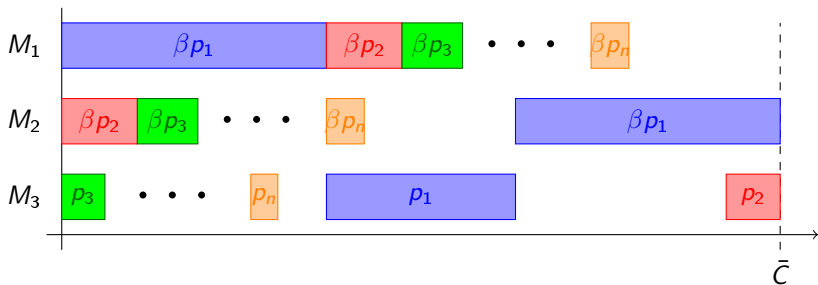 M₁ βp₁ βp₂ βp₃ • • • βpₙ
M₂ βp₂ βp₃ • • • βpₙ βp₁
M₃ p₃ • • • pₙ p₁ p₂
C̄